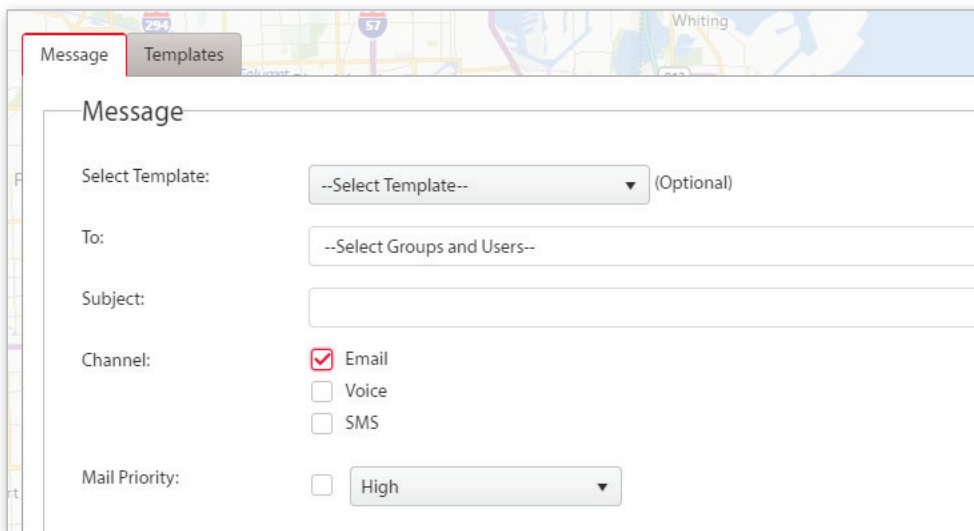 294
57
Whiting
Message
Templates
Message
Select Template:
--Select Template--
(Optional)
To:
--Select Groups and Users--
Subject:
Channel:
Email
Voice
SMS
Mail Priority:
High
rt